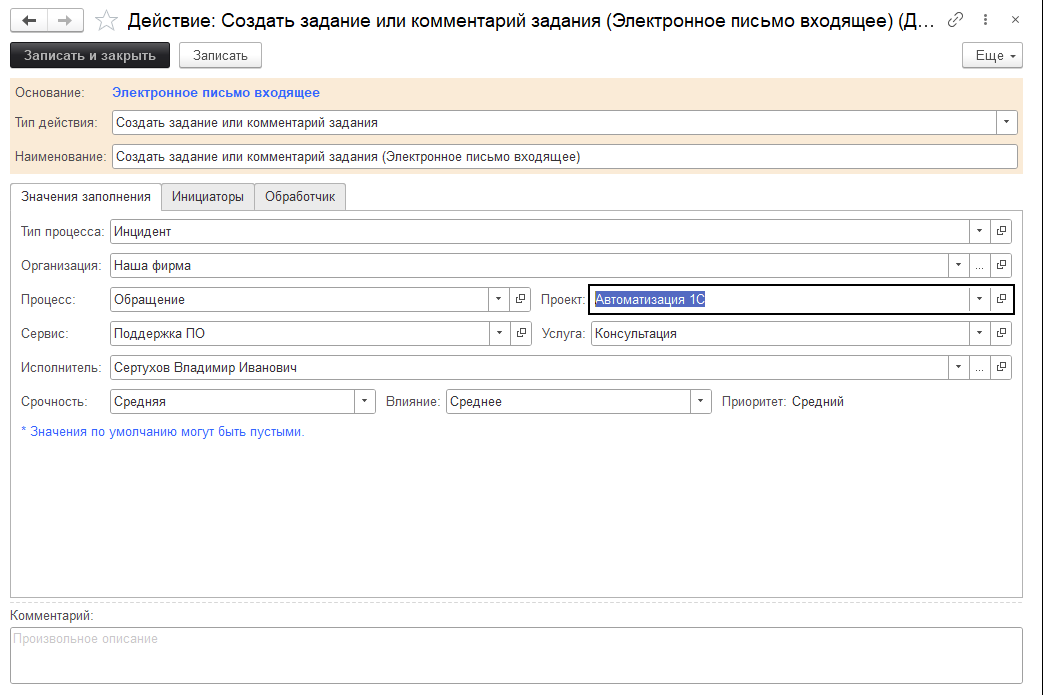 Действие: Создать задание или комментарий задания (Электронное письмо входящее) (Д...
Записать и закрыть Записать Еще
Основание: Электронное письмо входящее
Тип действия: Создать задание или комментарий задания
Наименование: Создать задание или комментарий задания (Электронное письмо входящее)
Значения заполнения Инициаторы Обработчик
Тип процесса: Инцидент
Организация: Наша фирма ...
Процесс: Обращение Проект: Автоматизация 1С
Сервис: Поддержка ПО Услуга: Консультация
Исполнитель: Сертухов Владимир Иванович ...
Срочность: Средняя Влияние: Среднее Приоритет: Средний
* Значения по умолчанию могут быть пустыми.
Комментарий:
Произвольное описание